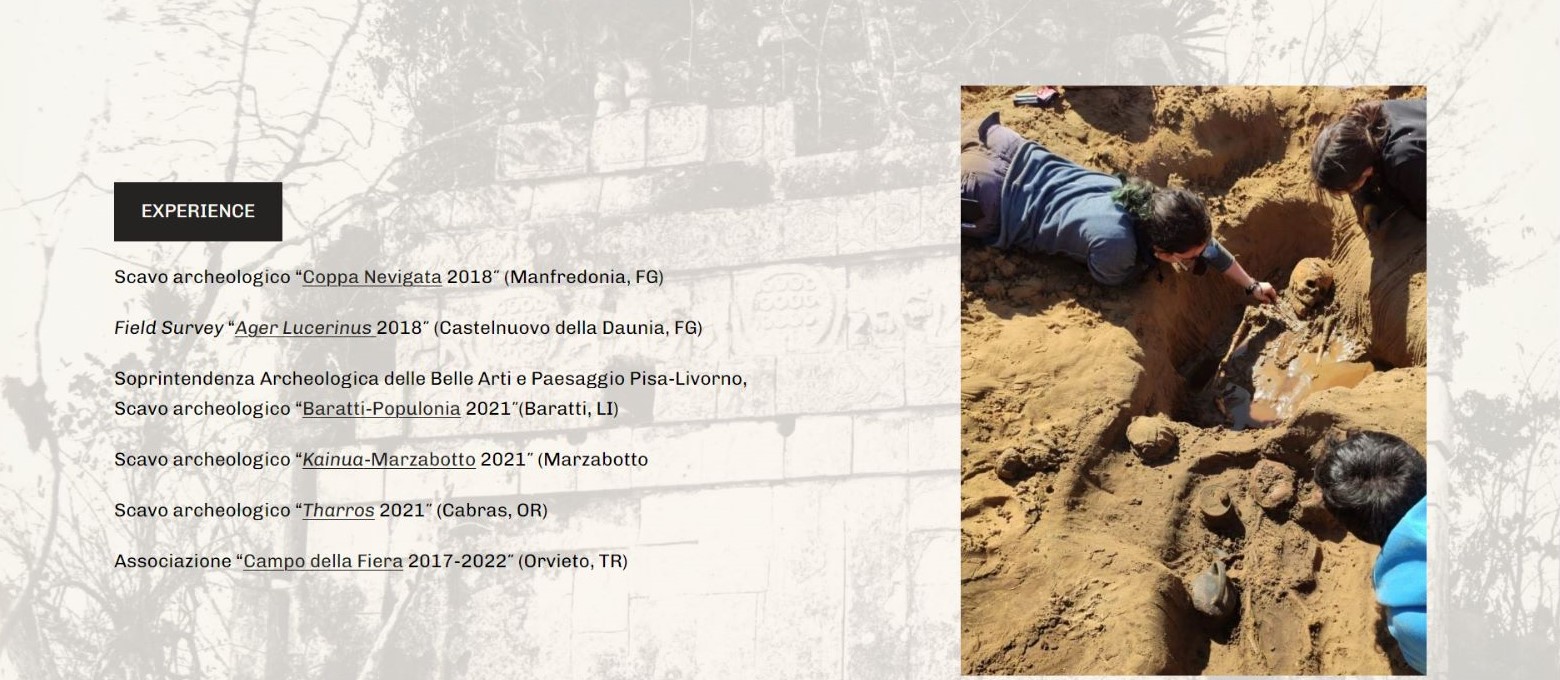 EXPERIENCE
Scavo archeologico “Coppa Nevigata 2018″ (Manfredonia, FG)
Field Survey “Ager Lucerinus 2018″ (Castelnuovo della Daunia, FG)
Soprintendenza Archeologica delle Belle Arti e Paesaggio Pisa-Livorno,
Scavo archeologico “Baratti-Populonia 2021″(Baratti, LI)
Scavo archeologico “Kainua-Marzabotto 2021″ (Marzabotto
Scavo archeologico “Tharros 2021″ (Cabras, OR)
Associazione “Campo della Fiera 2017-2022″ (Orvieto, TR)